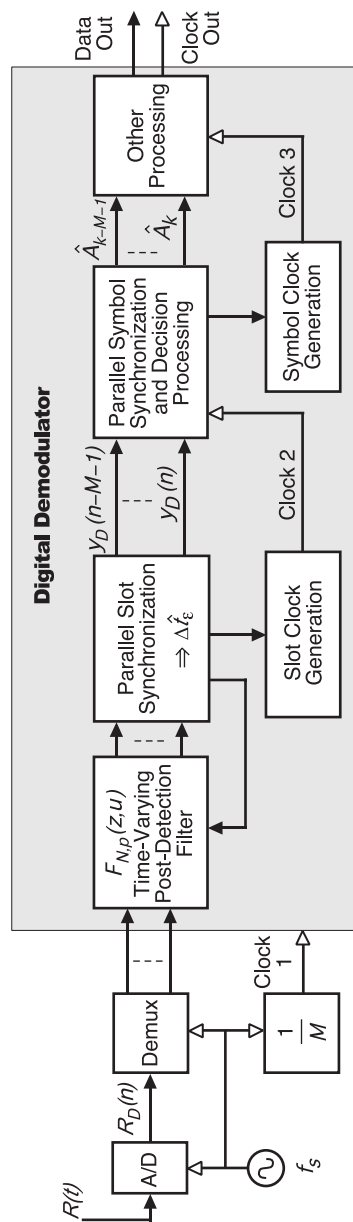 Digital Demodulator
R(t)
A/D
R_D(n)
Demux
f_s
1
M
Clock
1
F_{N,p}(z,u)
Time-Varying
Post-Detection
Filter
Parallel Slot
Synchronization
⇒ Δt̂_ε
Slot Clock
Generation
Clock 2
y_D(n–M–1)
y_D(n)
Parallel Symbol
Synchronization
and Decision
Processing
Symbol Clock
Generation
Clock 3
Â_{k–M–1}
Â_k
Other
Processing
Data
Out
Clock
Out